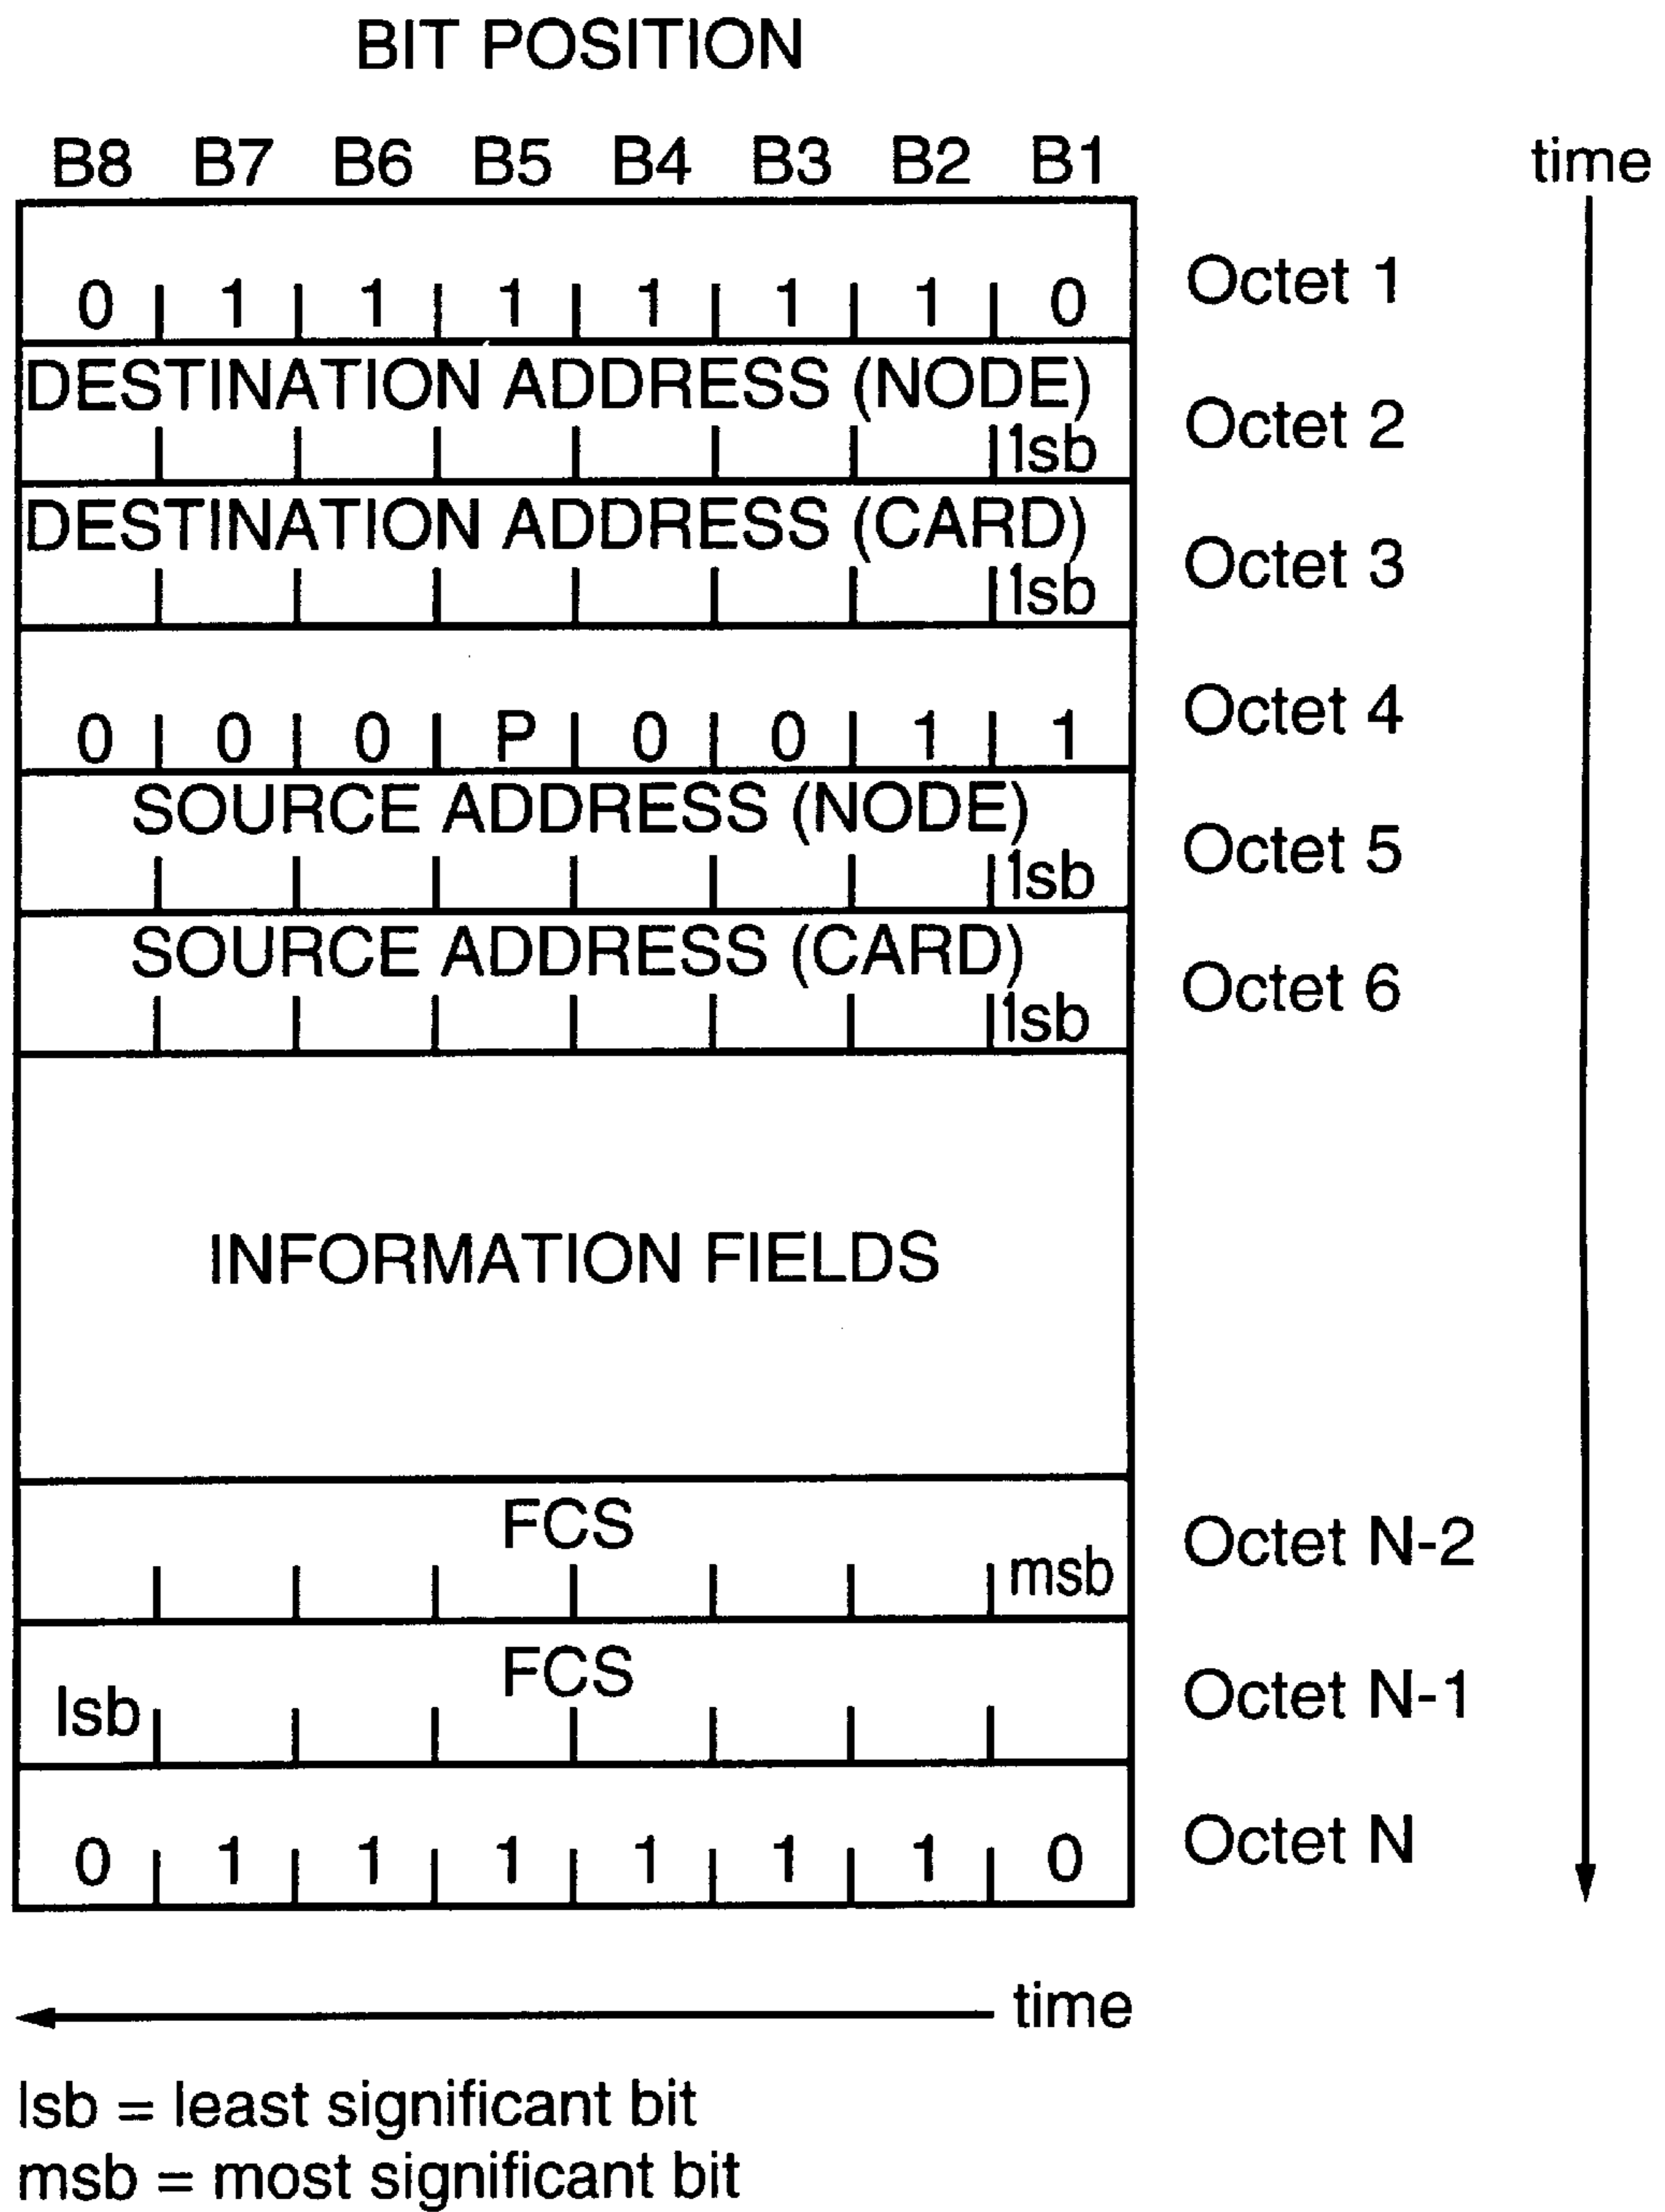 BIT POSITION
B8 B7 B6 B5 B4 B3 B2 B1 time
0 1 1 1 1 1 1 0 Octet 1
DESTINATION ADDRESS (NODE)
1sb Octet 2
DESTINATION ADDRESS (CARD)
1sb Octet 3
0 0 0 P 0 0 1 1 Octet 4
SOURCE ADDRESS (NODE)
1sb Octet 5
SOURCE ADDRESS (CARD)
1sb Octet 6
INFORMATION FIELDS
FCS
msb Octet N-2
FCS
lsb Octet N-1
0 1 1 1 1 1 1 0 Octet N
time
lsb = least significant bit
msb = most significant bit